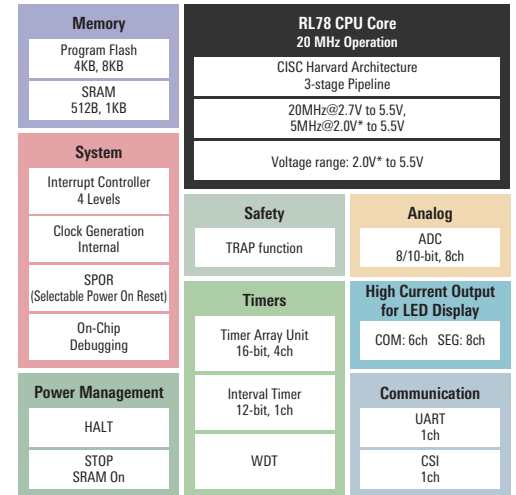 Memory
Program Flash
4KB, 8KB
SRAM
512B, 1KB
System
Interrupt Controller
4 Levels
Clock Generation
Internal
SPOR
(Selectable Power On Reset)
On-Chip
Debugging
Power Management
HALT
STOP
SRAM On
RL78 CPU Core
20 MHz Operation
CISC Harvard Architecture
3-stage Pipeline
20MHz@2.7V to 5.5V,
5MHz@2.0V* to 5.5V
Voltage range: 2.0V* to 5.5V
Safety
TRAP function
Timers
Timer Array Unit
16-bit, 4ch
Interval Timer
12-bit, 1ch
WDT
Analog
ADC
8/10-bit, 8ch
High Current Output
for LED Display
COM: 6ch SEG: 8ch
Communication
UART
1ch
CSI
1ch